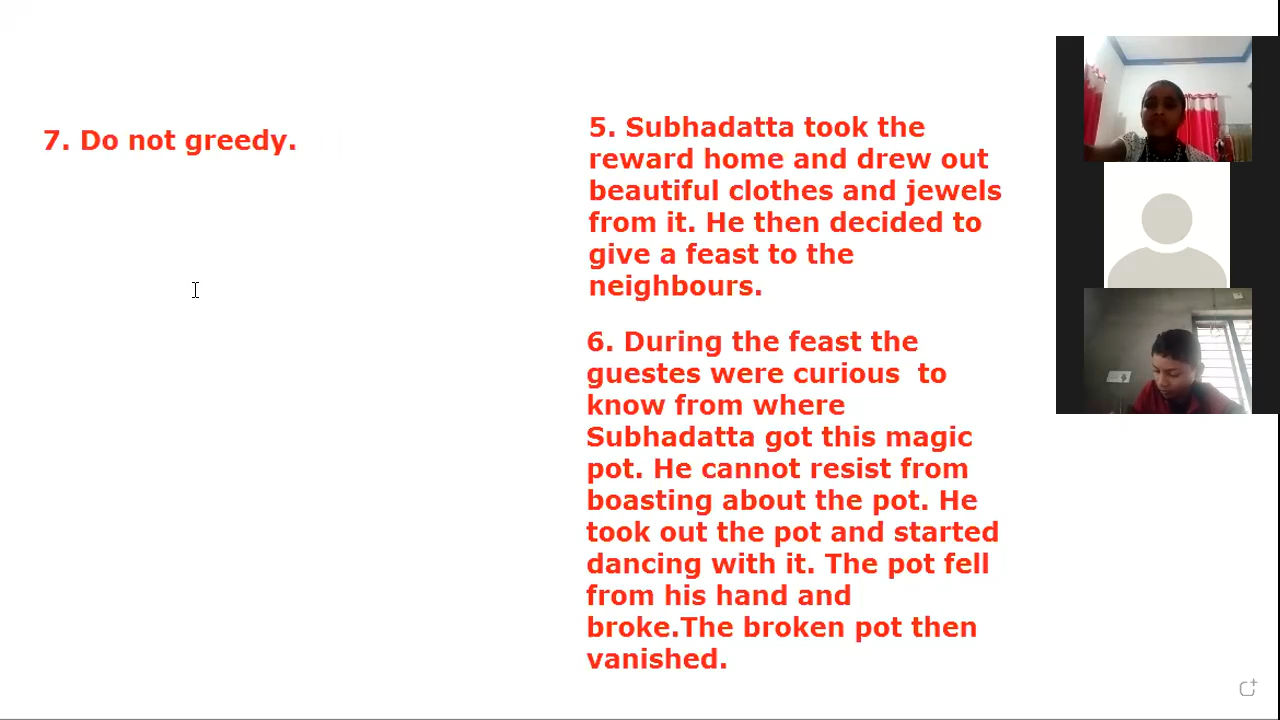 7. Do not greedy.
5. Subhadatta took the
reward home and drew out
beautiful clothes and jewels
from it. He then decided to
give a feast to the
neighbours.
6. During the feast the
guestes were curious  to
know from where
Subhadatta got this magic
pot. He cannot resist from
boasting about the pot. He
took out the pot and started
dancing with it. The pot fell
from his hand and
broke.The broken pot then
vanished.